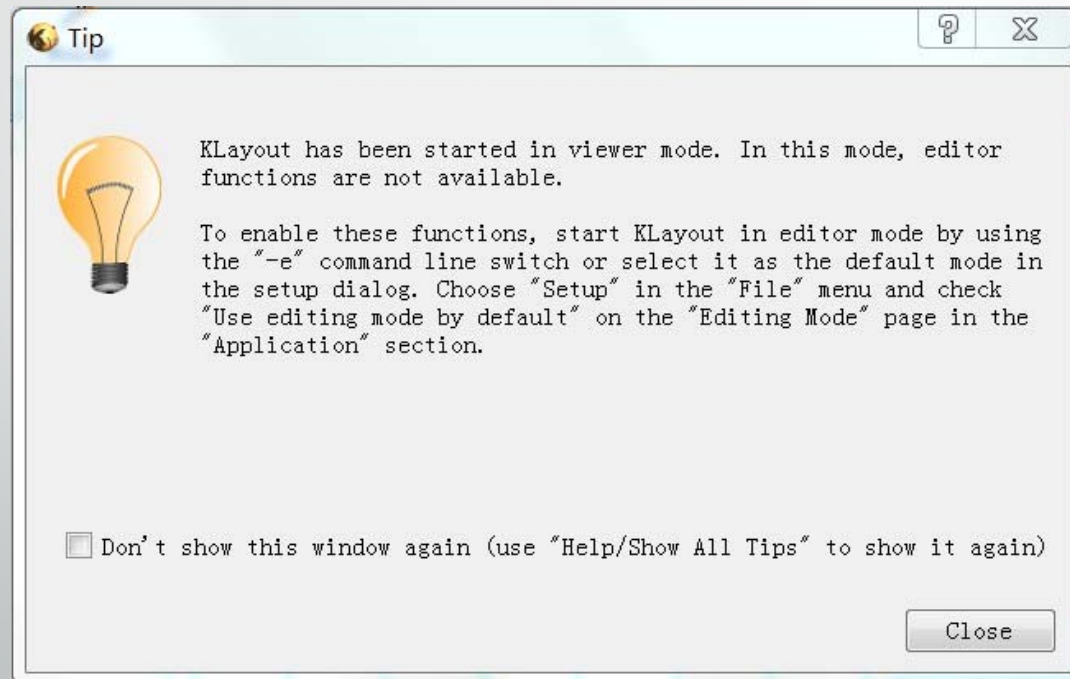 Tip
KLayout has been started in viewer mode. In this mode, editor
functions are not available.
To enable these functions, start KLayout in editor mode by using
the "-e" command line switch or select it as the default mode in
the setup dialog. Choose "Setup" in the "File" menu and check
"Use editing mode by default" on the "Editing Mode" page in the
"Application" section.
Don't show this window again (use "Help/Show All Tips" to show it again)
Close